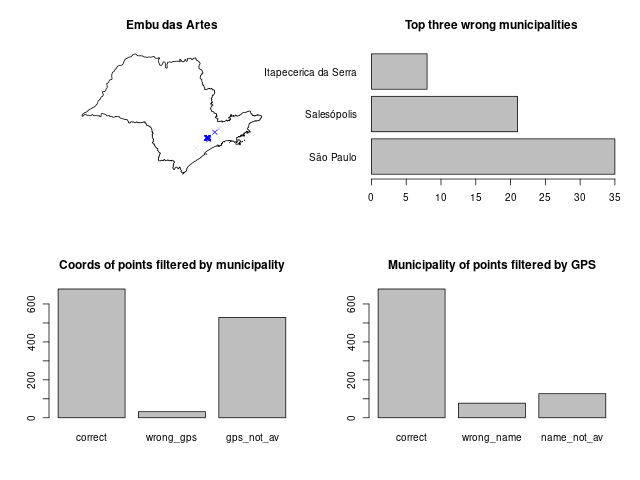 Embu das Artes
Top three wrong municipalities
Itapecerica da Serra
Salesópolis
São Paulo
0 5 10 15 20 25 30 35
Coords of points filtered by municipality
600
400
200
0
correct wrong_gps gps_not_av
Municipality of points filtered by GPS
600
400
200
0
correct wrong_name name_not_av